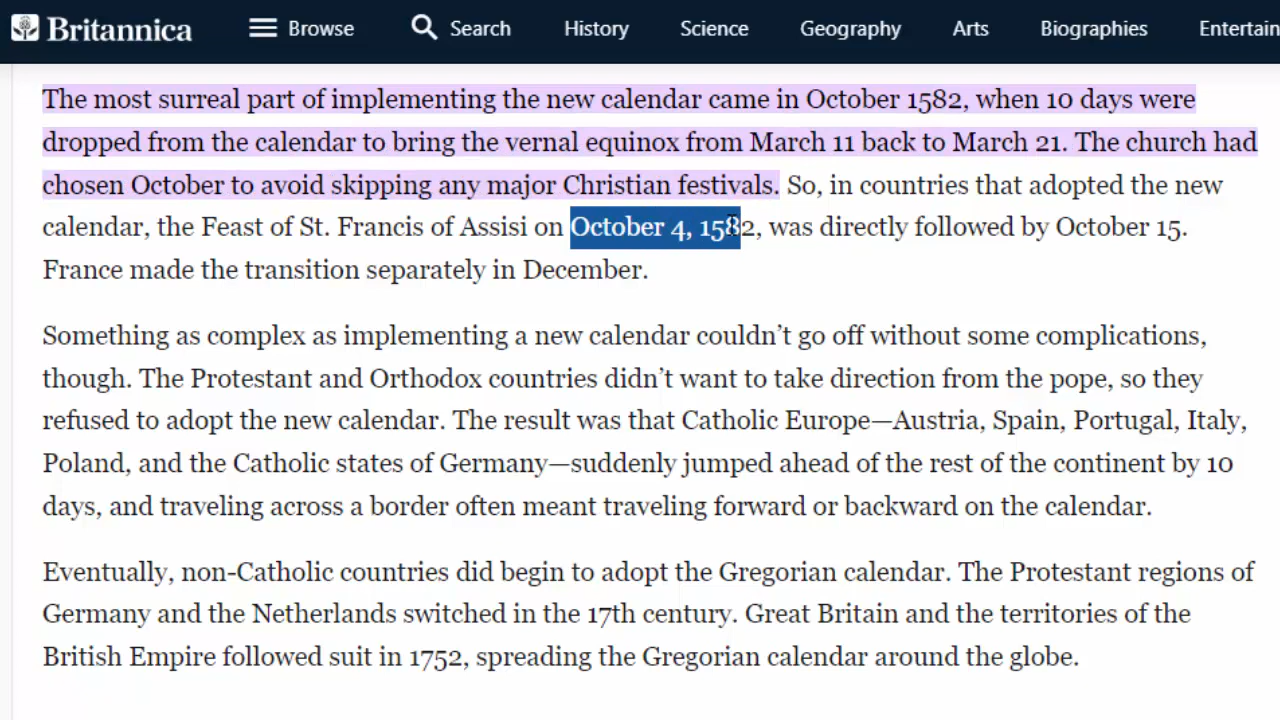 Britannica Browse Search History Science Geography Arts Biographies Entertain
The most surreal part of implementing the new calendar came in October 1582, when 10 days were
dropped from the calendar to bring the vernal equinox from March 11 back to March 21. The church had
chosen October to avoid skipping any major Christian festivals. So, in countries that adopted the new
calendar, the Feast of St. Francis of Assisi on October 4, 1582, was directly followed by October 15.
France made the transition separately in December.
Something as complex as implementing a new calendar couldn’t go off without some complications,
though. The Protestant and Orthodox countries didn’t want to take direction from the pope, so they
refused to adopt the new calendar. The result was that Catholic Europe—Austria, Spain, Portugal, Italy,
Poland, and the Catholic states of Germany—suddenly jumped ahead of the rest of the continent by 10
days, and traveling across a border often meant traveling forward or backward on the calendar.
Eventually, non-Catholic countries did begin to adopt the Gregorian calendar. The Protestant regions of
Germany and the Netherlands switched in the 17th century. Great Britain and the territories of the
British Empire followed suit in 1752, spreading the Gregorian calendar around the globe.